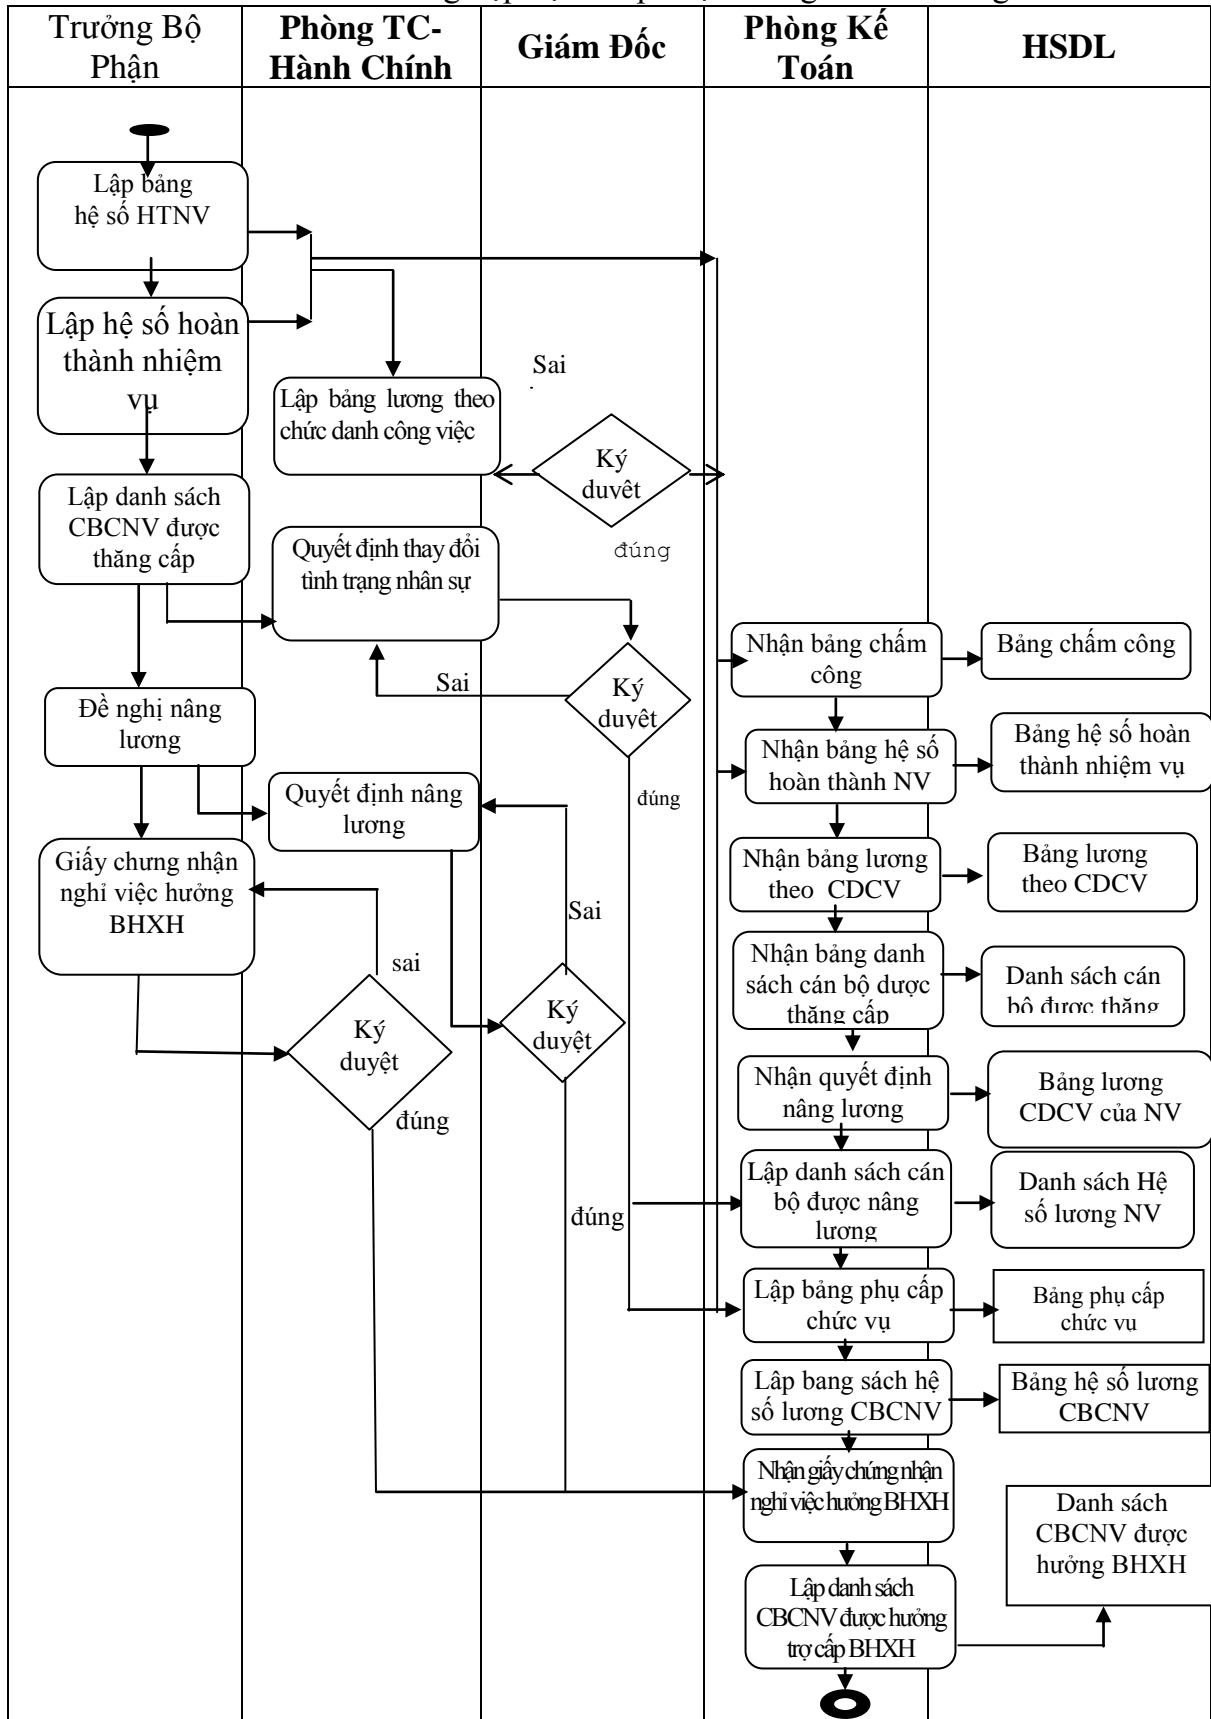 Trưởng Bộ
Phận
Phòng TC-
Hành Chính
Giám Đốc
Phòng Kế
Toán
HSDL
Lập bảng
hệ số HTNV
Lập hệ số hoàn
thành nhiệm
vụ
Sai
Lập bảng lương theo
chức danh công việc
Ký
duyệt
Lập danh sách
CBCNV được
thăng cấp
Quyết định thay đổi
tình trạng nhân sự
đúng
Nhận bảng chấm
công
Bảng chấm công
Sai
Ký
duyệt
Đề nghị nâng
lương
Nhận bảng hệ số
hoàn thành NV
Bảng hệ số hoàn
thành nhiệm vụ
Quyết định nâng
lương
đúng
Giấy chưng nhận
nghỉ việc hưởng
BHXH
Nhận bảng lương
theo CDCV
Bảng lương
theo CDCV
Sai
sai
Nhận bảng danh
sách cán bộ dược
thăng cấp
Danh sách cán
bộ được thăng
Ký
duyệt
Ký
duyệt
Nhận quyết định
nâng lương
Bảng lương
CDCV của NV
đúng
Lập danh sách cán
bộ được nâng
lương
Danh sách Hệ
số lương NV
đúng
Lập bảng phụ cấp
chức vụ
Bảng phụ cấp
chức vụ
Lâp bang sách hệ
số lương CBCNV
Bảng hệ số lương
CBCNV
Nhận giấy chứng nhận
nghỉ việc hưởng BHXH
Danh sách
CBCNV được
hưởng BHXH
Lập danh sách
CBCNV được hưởng
trợ cấp BHXH